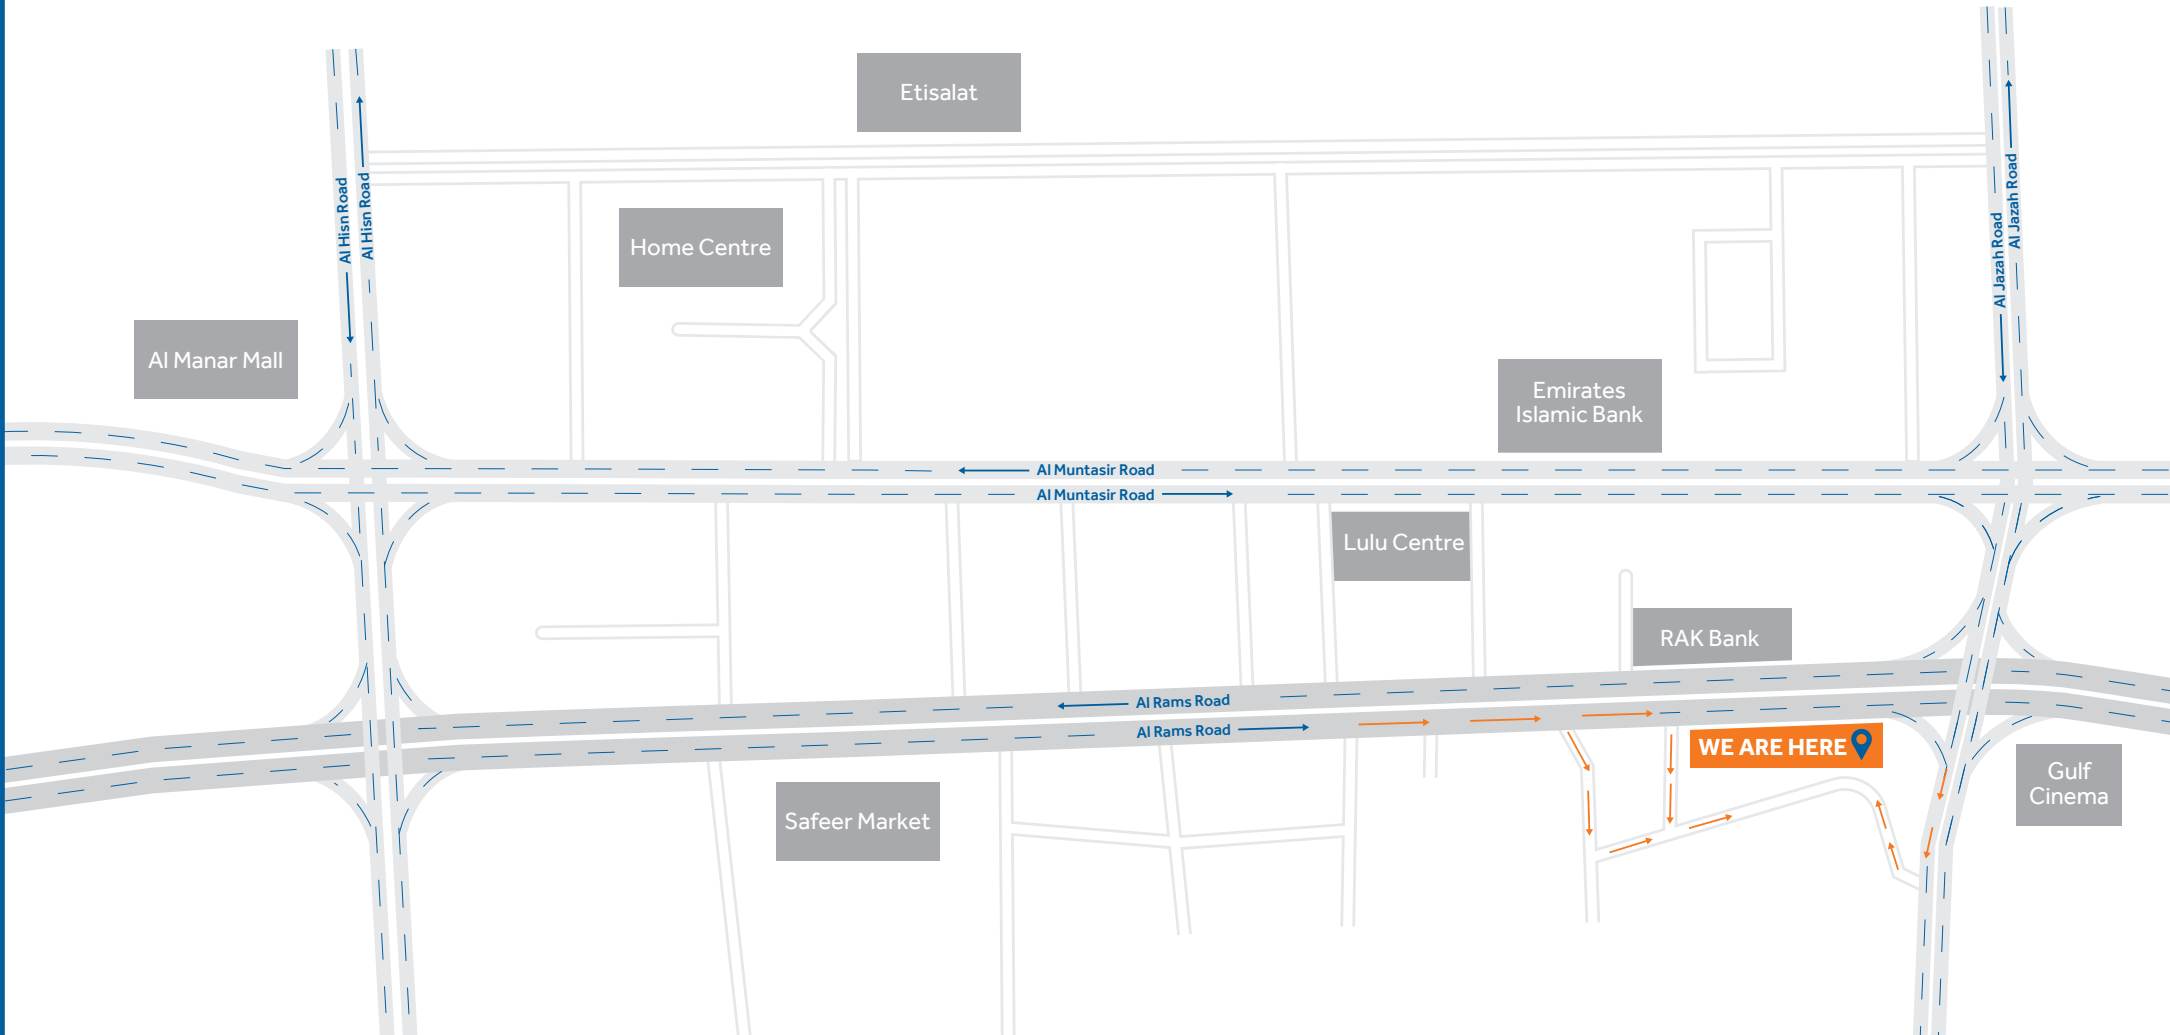 Etisalat
Al Hisn Road
Al Hisn Road
Al Jazah Road
Al Jazah Road
Home Centre
Al Manar Mall
Emirates
Islamic Bank
Al Muntasir Road
Al Muntasir Road
Lulu Centre
RAK Bank
Al Rams Road
Al Rams Road
WE ARE HERE
Gulf
Cinema
Safeer Market